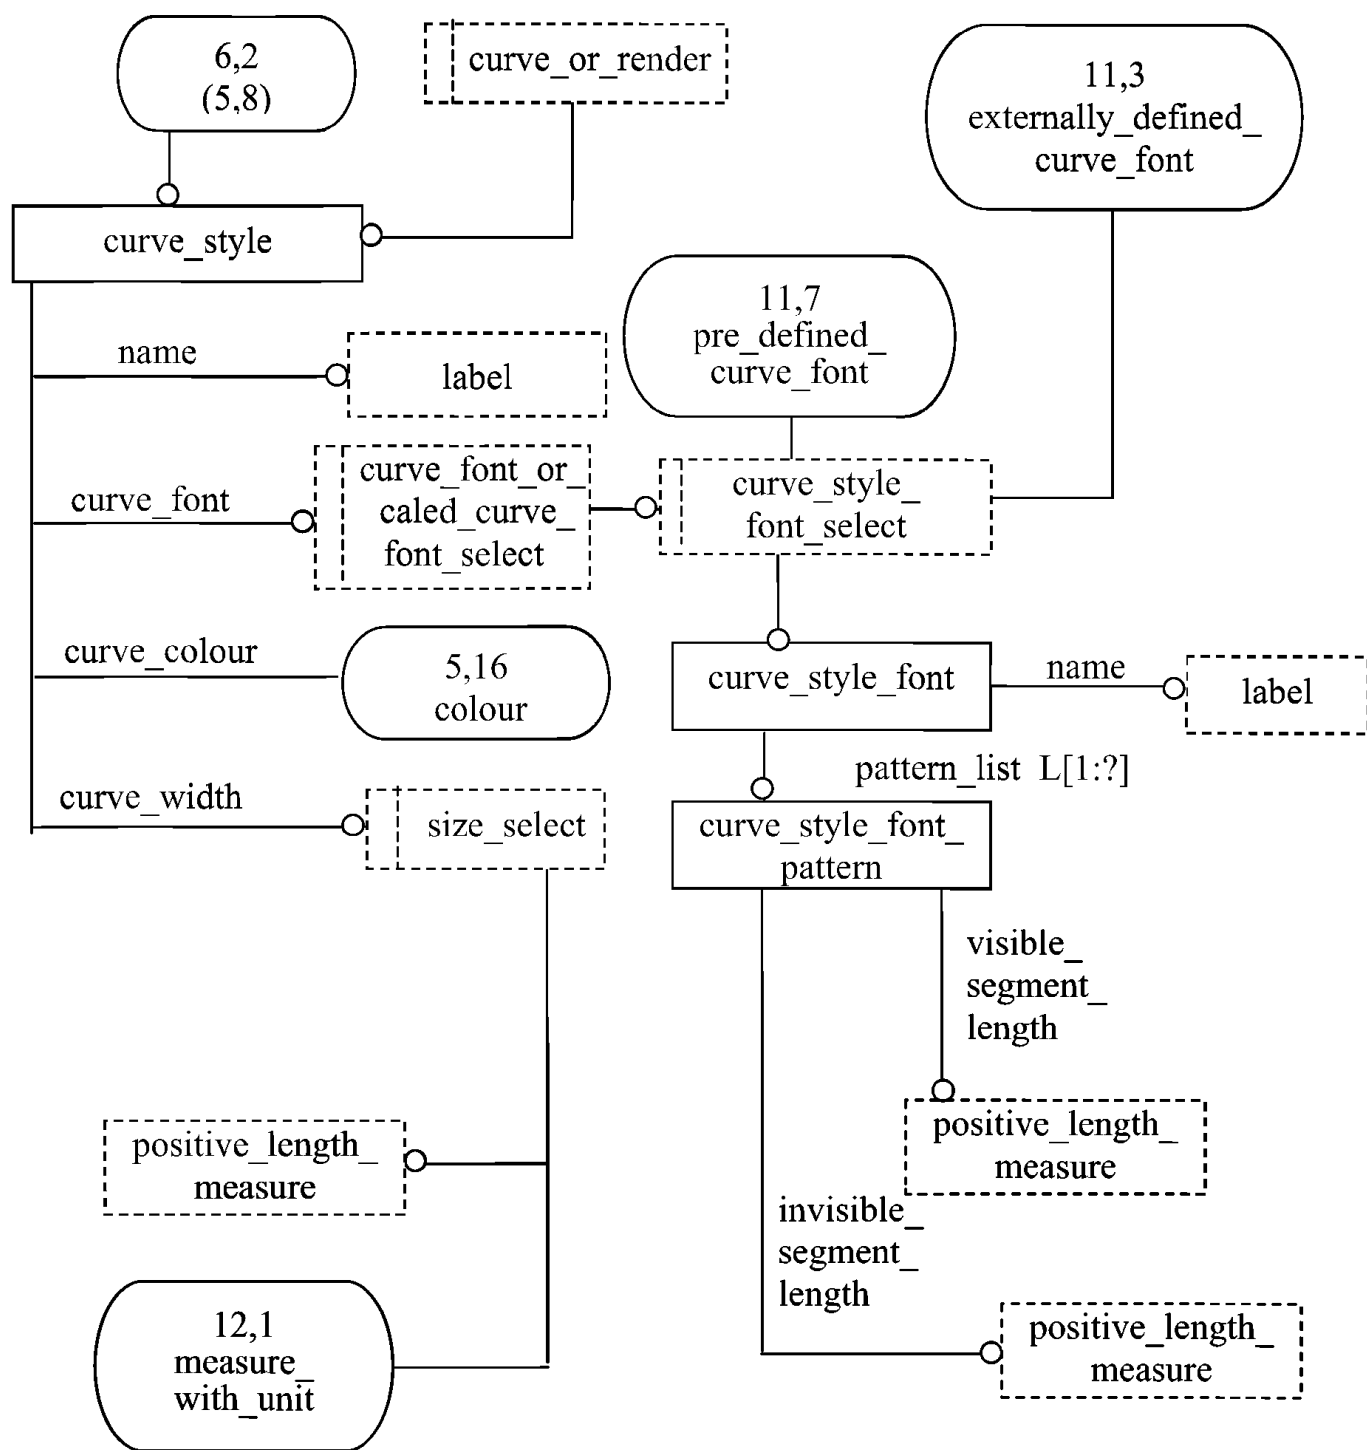 6,2
(5,8)
curve_or_render
11,3
externally_defined_
curve_font
curve_style
11,7
pre_defined_
curve_font
name
label
curve_font
curve_font_or_
caled_curve_
font_select
curve_style_
font_select
curve_colour
5,16
colour
curve_style_font
name
label
pattern_list L[1:?]
curve_width
size_select
curve_style_font_
pattern
visible_
segment_
length
positive_length_
measure
positive_length_
measure
invisible_
segment_
length
12,1
measure_
with_unit
positive_length_
measure